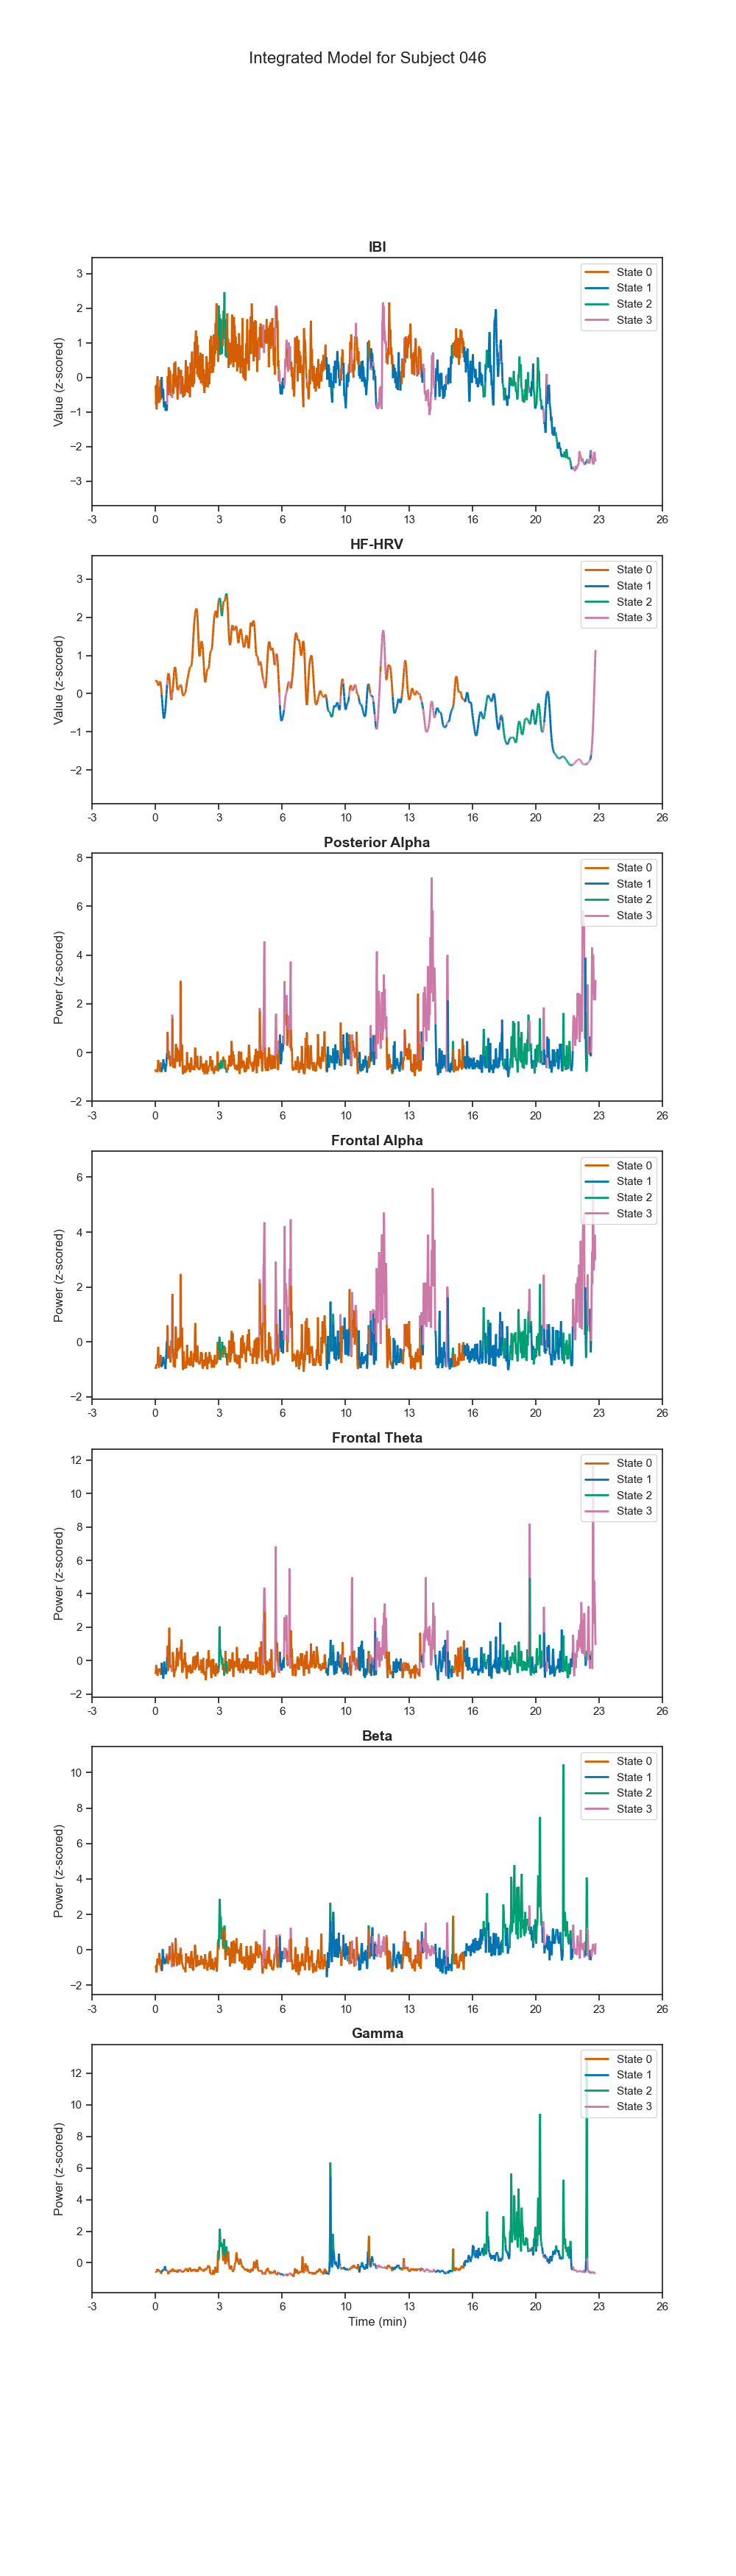 Integrated Model for Subject 046
IBI
Value (z-scored)
3
2
1
0
−1
−2
−3
State 0
State 1
State 2
State 3
-3 0 3 6 10 13 16 20 23 26
HF-HRV
Value (z-scored)
3
2
1
0
−1
−2
State 0
State 1
State 2
State 3
-3 0 3 6 10 13 16 20 23 26
Posterior Alpha
Power (z-scored)
8
6
4
2
0
−2
State 0
State 1
State 2
State 3
-3 0 3 6 10 13 16 20 23 26
Frontal Alpha
Power (z-scored)
6
4
2
0
−2
State 0
State 1
State 2
State 3
-3 0 3 6 10 13 16 20 23 26
Frontal Theta
Power (z-scored)
12
10
8
6
4
2
0
−2
State 0
State 1
State 2
State 3
-3 0 3 6 10 13 16 20 23 26
Beta
Power (z-scored)
10
8
6
4
2
0
−2
State 0
State 1
State 2
State 3
-3 0 3 6 10 13 16 20 23 26
Gamma
Power (z-scored)
12
10
8
6
4
2
0
State 0
State 1
State 2
State 3
-3 0 3 6 10 13 16 20 23 26
Time (min)